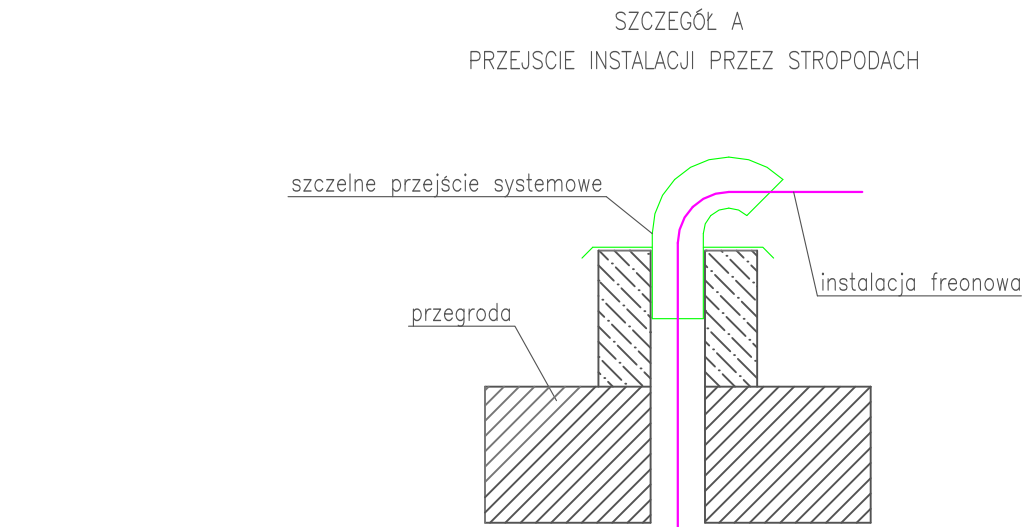 SZCZEGÓŁ A
PRZEJSCIE INSTALACJI PRZEZ STROPODACH
szczelne przejście systemowe
instalacja freonowa
przegroda